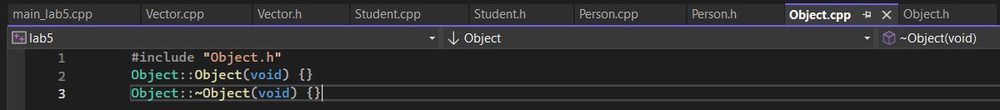 main_lab5.cpp Vector.cpp Vector.h Student.cpp Student.h Person.cpp Person.h Object.cpp Object.h
lab5 Object ~Object(void)
1 #include "Object.h"
2 Object::Object(void) {}
3 Object::~Object(void) {}